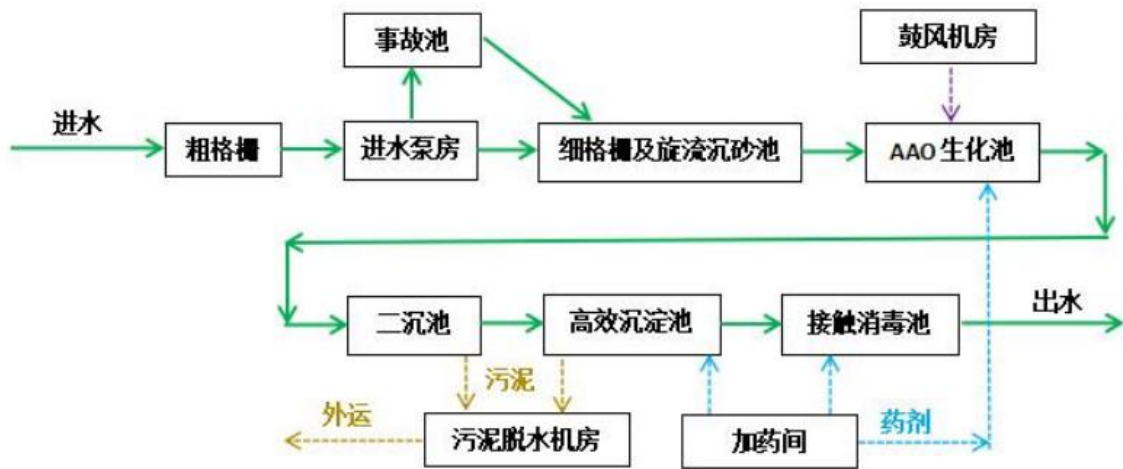 事故池
鼓风机房
进水
粗格栅
进水泵房
细格栅及旋流沉砂池
AAO生化池
二沉池
高效沉淀池
接触消毒池
出水
污泥
外运
污泥脱水机房
加药间
药剂